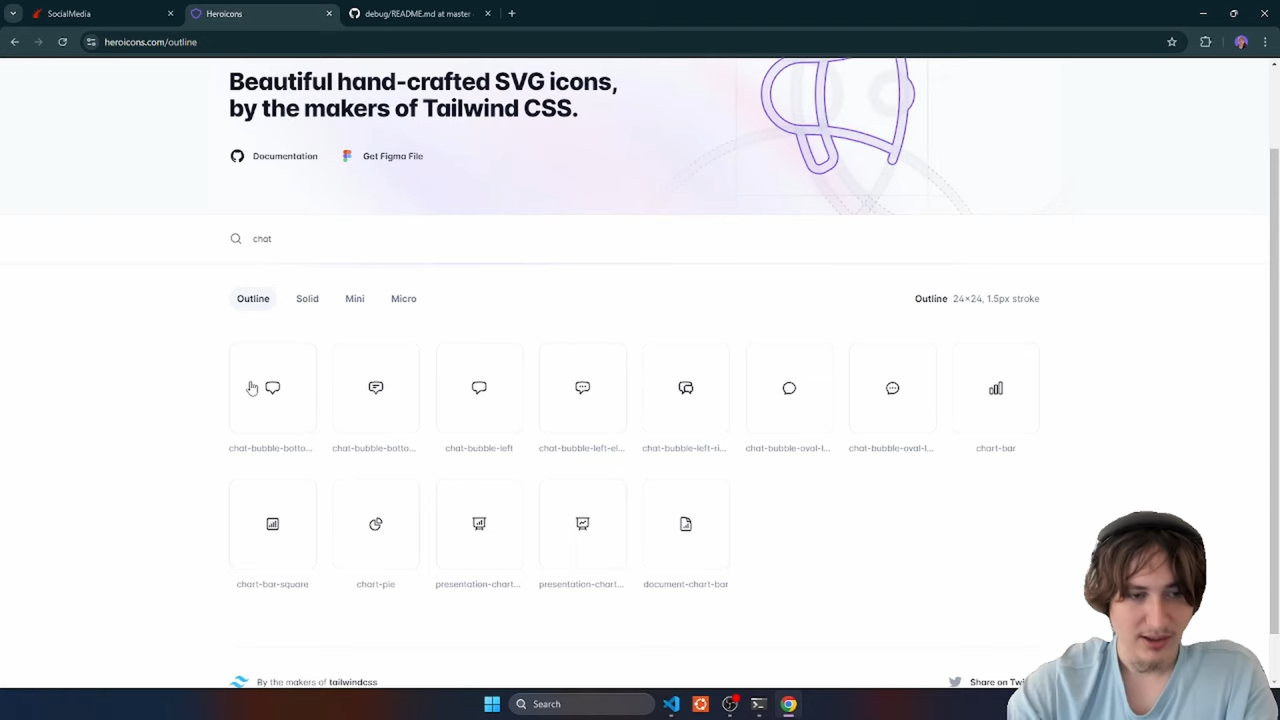 SocialMedia
Heroicons
debug/README.md at master
heroicons.com/outline
Beautiful hand-crafted SVG icons,
by the makers of Tailwind CSS.
Documentation
Get Figma File
chat
Outline
Solid
Mini
Micro
Outline 24×24, 1.5px stroke
chat-bubble-botto...
chat-bubble-botto...
chat-bubble-left
chat-bubble-left-el...
chat-bubble-left-ri...
chat-bubble-oval-l...
chat-bubble-oval-l...
chart-bar
chart-bar-square
chart-pie
presentation-chart...
presentation-chart...
document-chart-bar
By the makers of tailwindcss
Share on Twi
Search